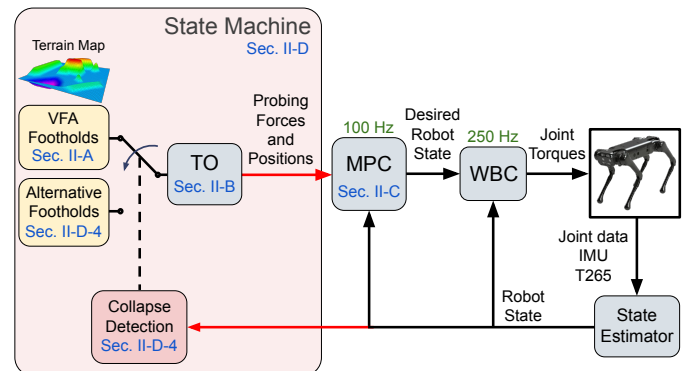 State Machine
Sec. II-D
Terrain Map
VFA
Footholds
Sec. II-A
Alternative
Footholds
Sec. II-D-4
TO
Sec. II-B
Probing
Forces
and
Positions
Collapse
Detection
Sec. II-D-4
100 Hz
MPC
Sec. II-C
Desired
Robot
State
250 Hz
WBC
Joint
Torques
Joint data
IMU
T265
State
Estimator
Robot
State